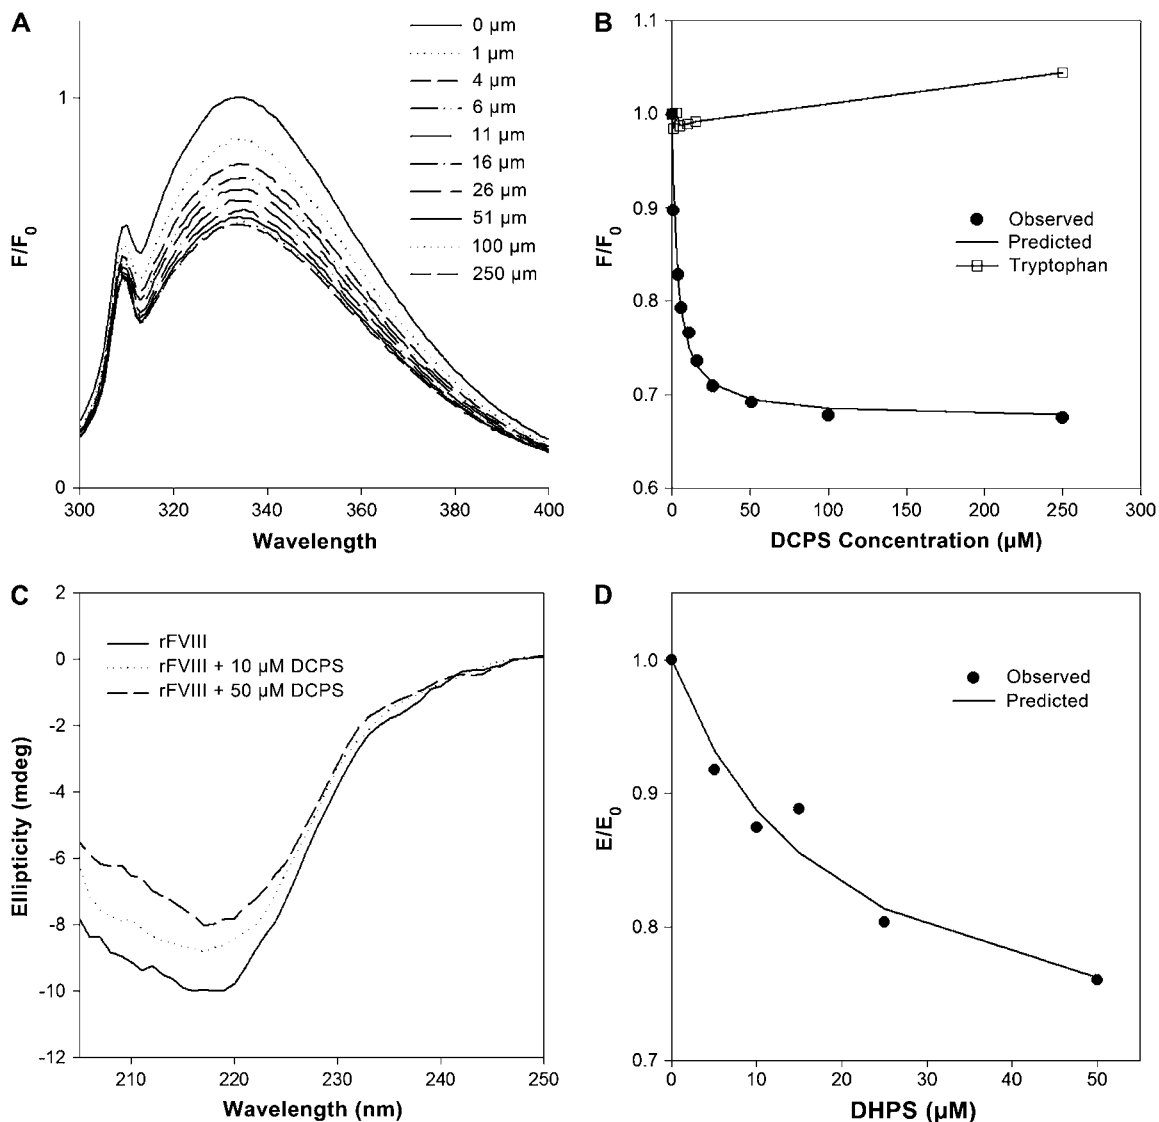 A
0 µm
1 µm
4 µm
6 µm
11 µm
16 µm
26 µm
51 µm
100 µm
250 µm
1
0
F/F0
300
320
340
360
380
400
Wavelength
B
1.1
1.0
0.9
0.8
0.7
0.6
F/F0
Observed
Predicted
Tryptophan
0
50
100
150
200
250
300
DCPS Concentration (µM)
C
2
0
-2
-4
-6
-8
-10
-12
Ellipticity (mdeg)
rFVIII
rFVIII + 10 µM DCPS
rFVIII + 50 µM DCPS
210
220
230
240
250
Wavelength (nm)
D
1.0
0.9
0.8
0.7
E/E0
Observed
Predicted
0
10
20
30
40
50
DHPS (µM)